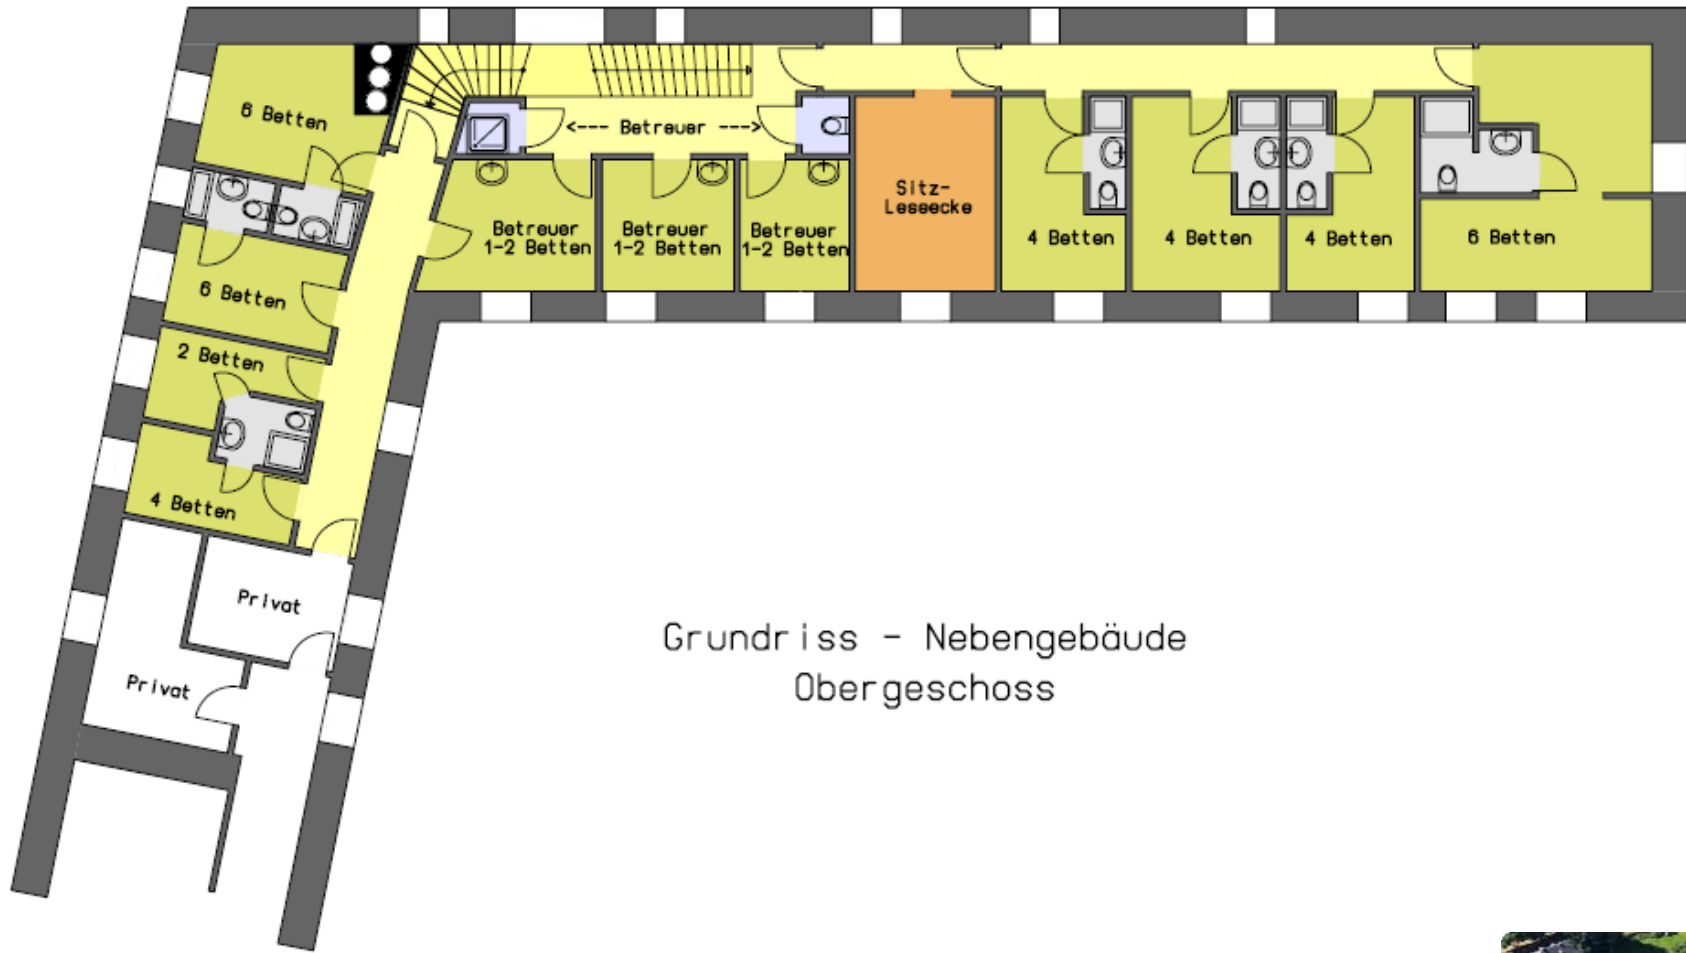 6 Betten
<--- Betreuer --->
Betreuer
1-2 Betten
Betreuer
1-2 Betten
Betreuer
1-2 Betten
Sitz-
Leseecke
4 Betten
4 Betten
4 Betten
6 Betten
6 Betten
2 Betten
4 Betten
Privat
Privat
Grundriss - Nebengebäude
Obergeschoss